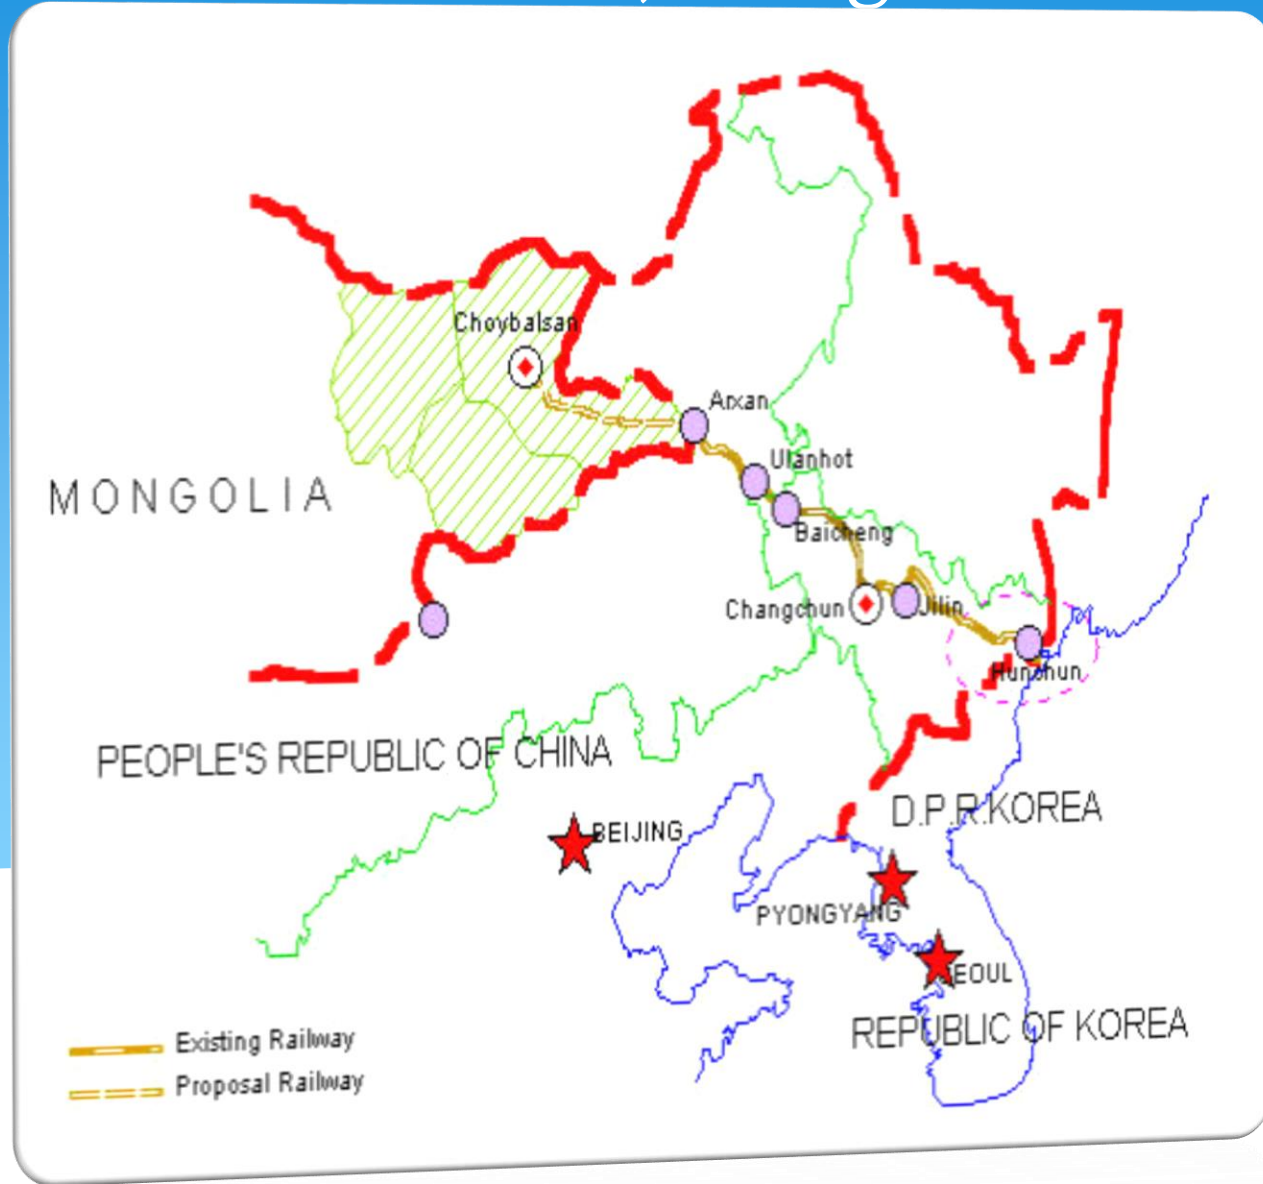 Choybalsan
Arxan
Ulanhot
MONGOLIA
Baicheng
Changchun
Jilin
Hunchun
PEOPLE'S REPUBLIC OF CHINA
D.P.R.KOREA
BEIJING
PYONGYANG
SEOUL
REPUBLIC OF KOREA
Existing Railway
Proposal Railway